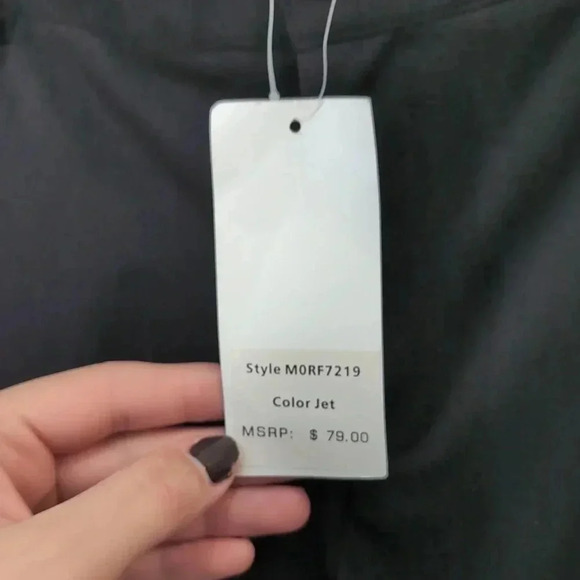 Style M0RF7219
Color Jet
MSRP: $ 79.00